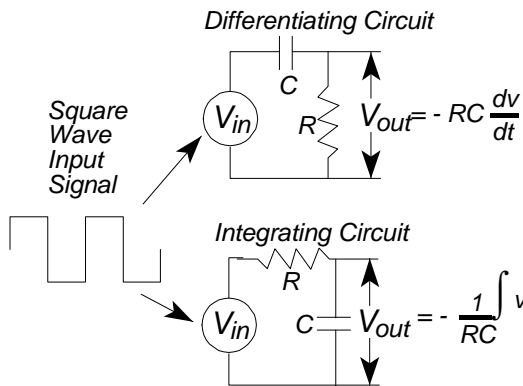 Differentiating Circuit
C
V_in
R
V_out = - RC dv/dt
Square
Wave
Input
Signal
Integrating Circuit
R
V_in
C
V_out = - 1/RC ∫ v